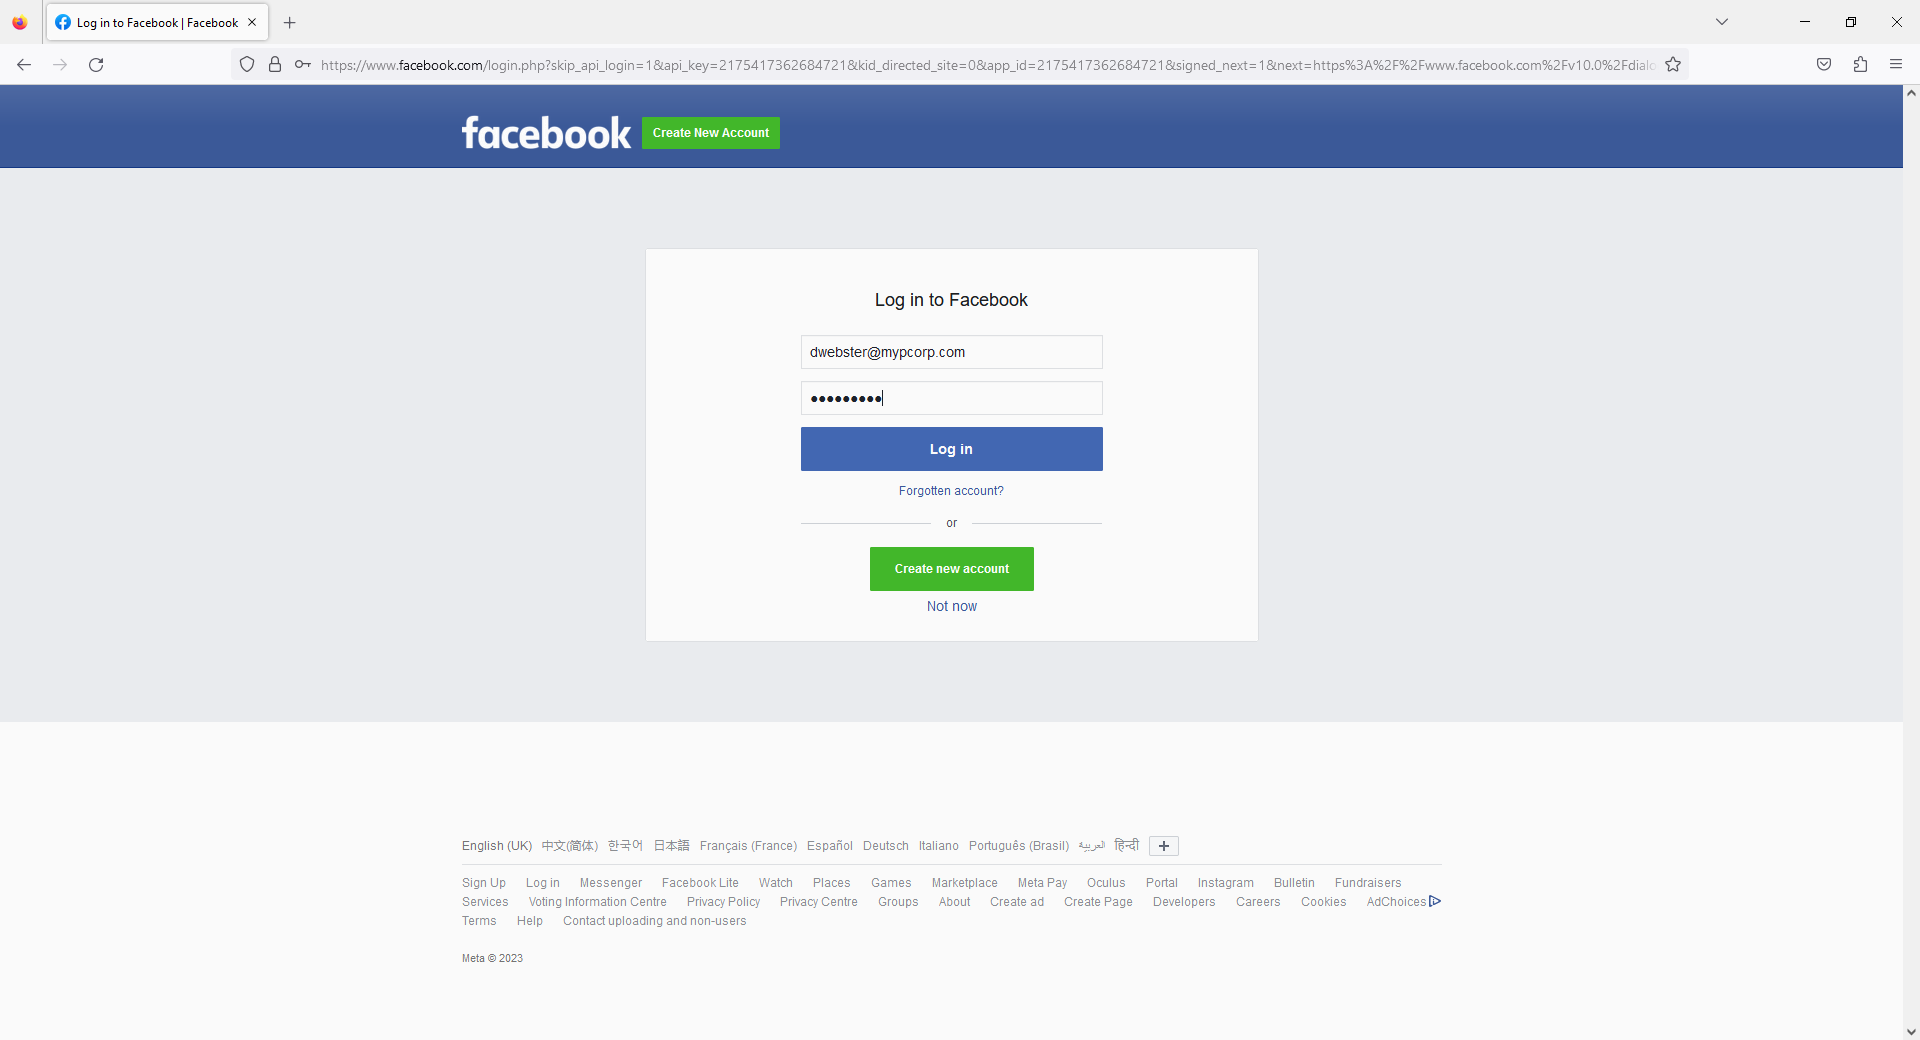 Log in to Facebook | Facebook
https://www.facebook.com/login.php?skip_api_login=1&api_key=2175417362684721&kid_directed_site=0&app_id=2175417362684721&signed_next=1&next=https%3A%2F%2Fwww.facebook.com%2Fv10.0%2Fdialo
facebook Create New Account
Log in to Facebook
dwebster@mypcorp.com
•••••••••
Log in
Forgotten account?
or
Create new account
Not now
English (UK) 中文(简体) 한국어 日本語 Français (France) Español Deutsch Italiano Português (Brasil) العربية हिन्दी +
Sign Up Log in Messenger Facebook Lite Watch Places Games Marketplace Meta Pay Oculus Portal Instagram Bulletin Fundraisers
Services Voting Information Centre Privacy Policy Privacy Centre Groups About Create ad Create Page Developers Careers Cookies AdChoices
Terms Help Contact uploading and non-users
Meta © 2023